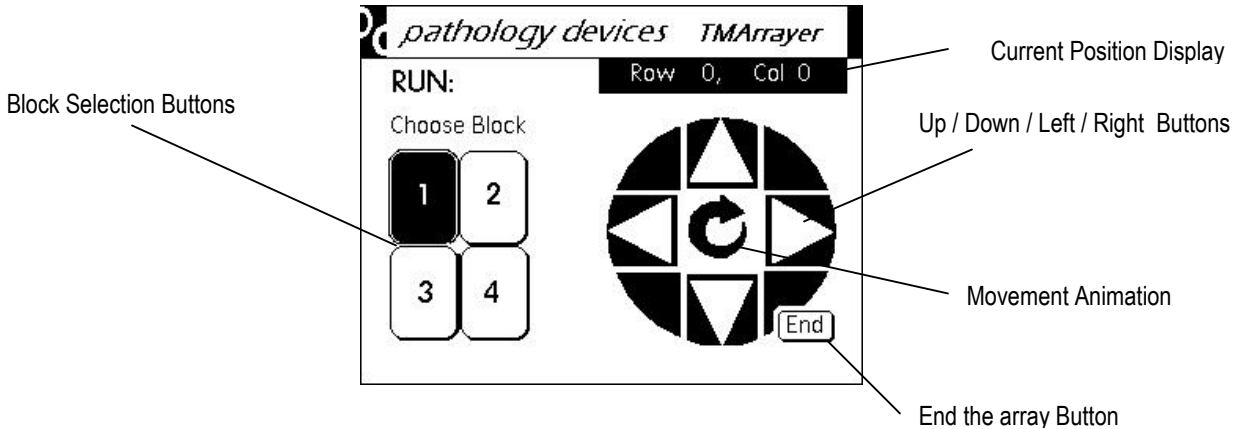 pathology devices TMArrayer
Row 0, Col 0
Current Position Display
RUN:
Block Selection Buttons
Choose Block
Up / Down / Left / Right Buttons
1 2
3 4
Movement Animation
End
End the array Button